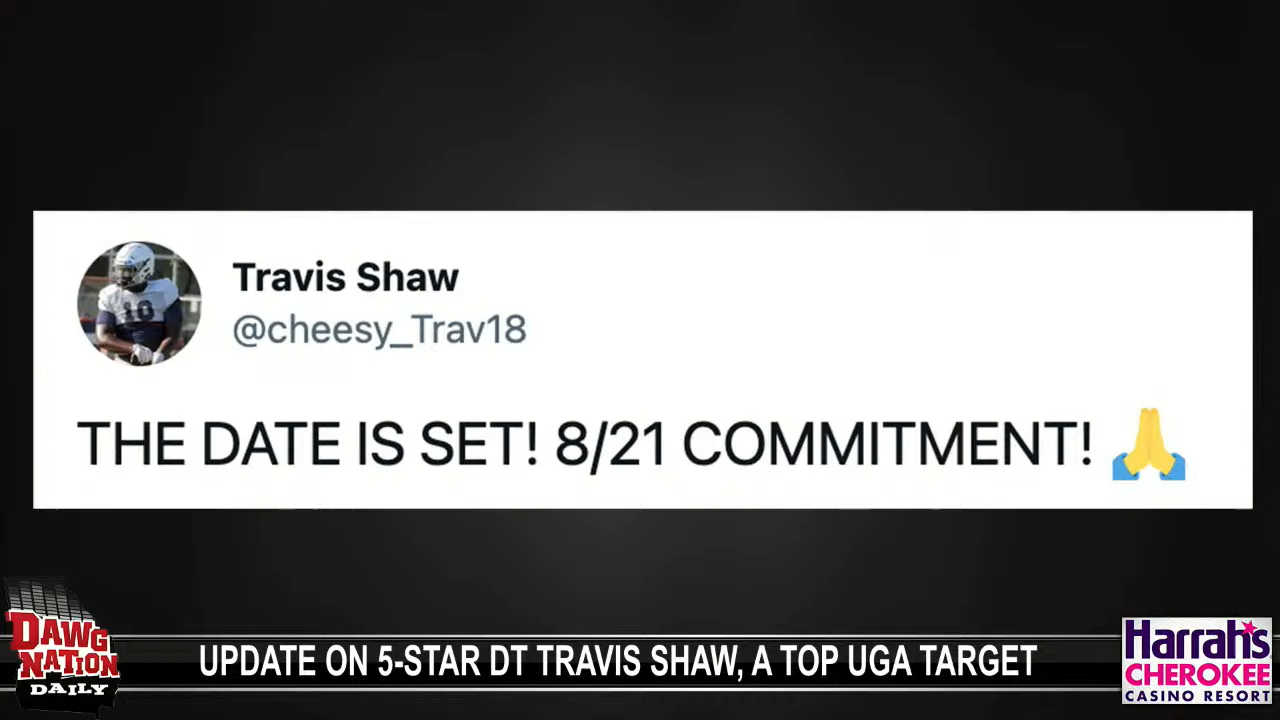 Travis Shaw
@cheesy_Trav18
THE DATE IS SET! 8/21 COMMITMENT! 🙏
DAWG
NATION
DAILY
UPDATE ON 5-STAR DT TRAVIS SHAW, A TOP UGA TARGET
Harrah's
CHEROKEE
CASINO RESORT